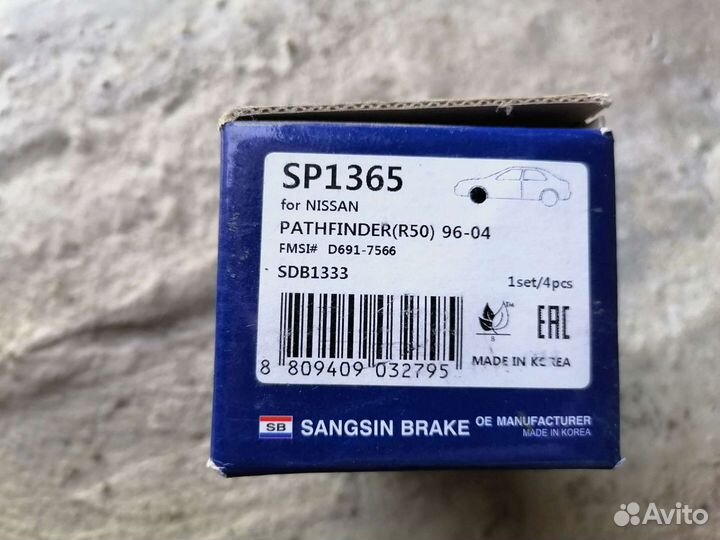 SP1365
for NISSAN
PATHFINDER(R50) 96-04
FMSI# D691-7566
SDB1333
1set/4pcs
TM
B
EAC
8 809409 032795
MADE IN KOREA
SB SANGSIN BRAKE OE MANUFACTURER
MADE IN KOREA
Avito